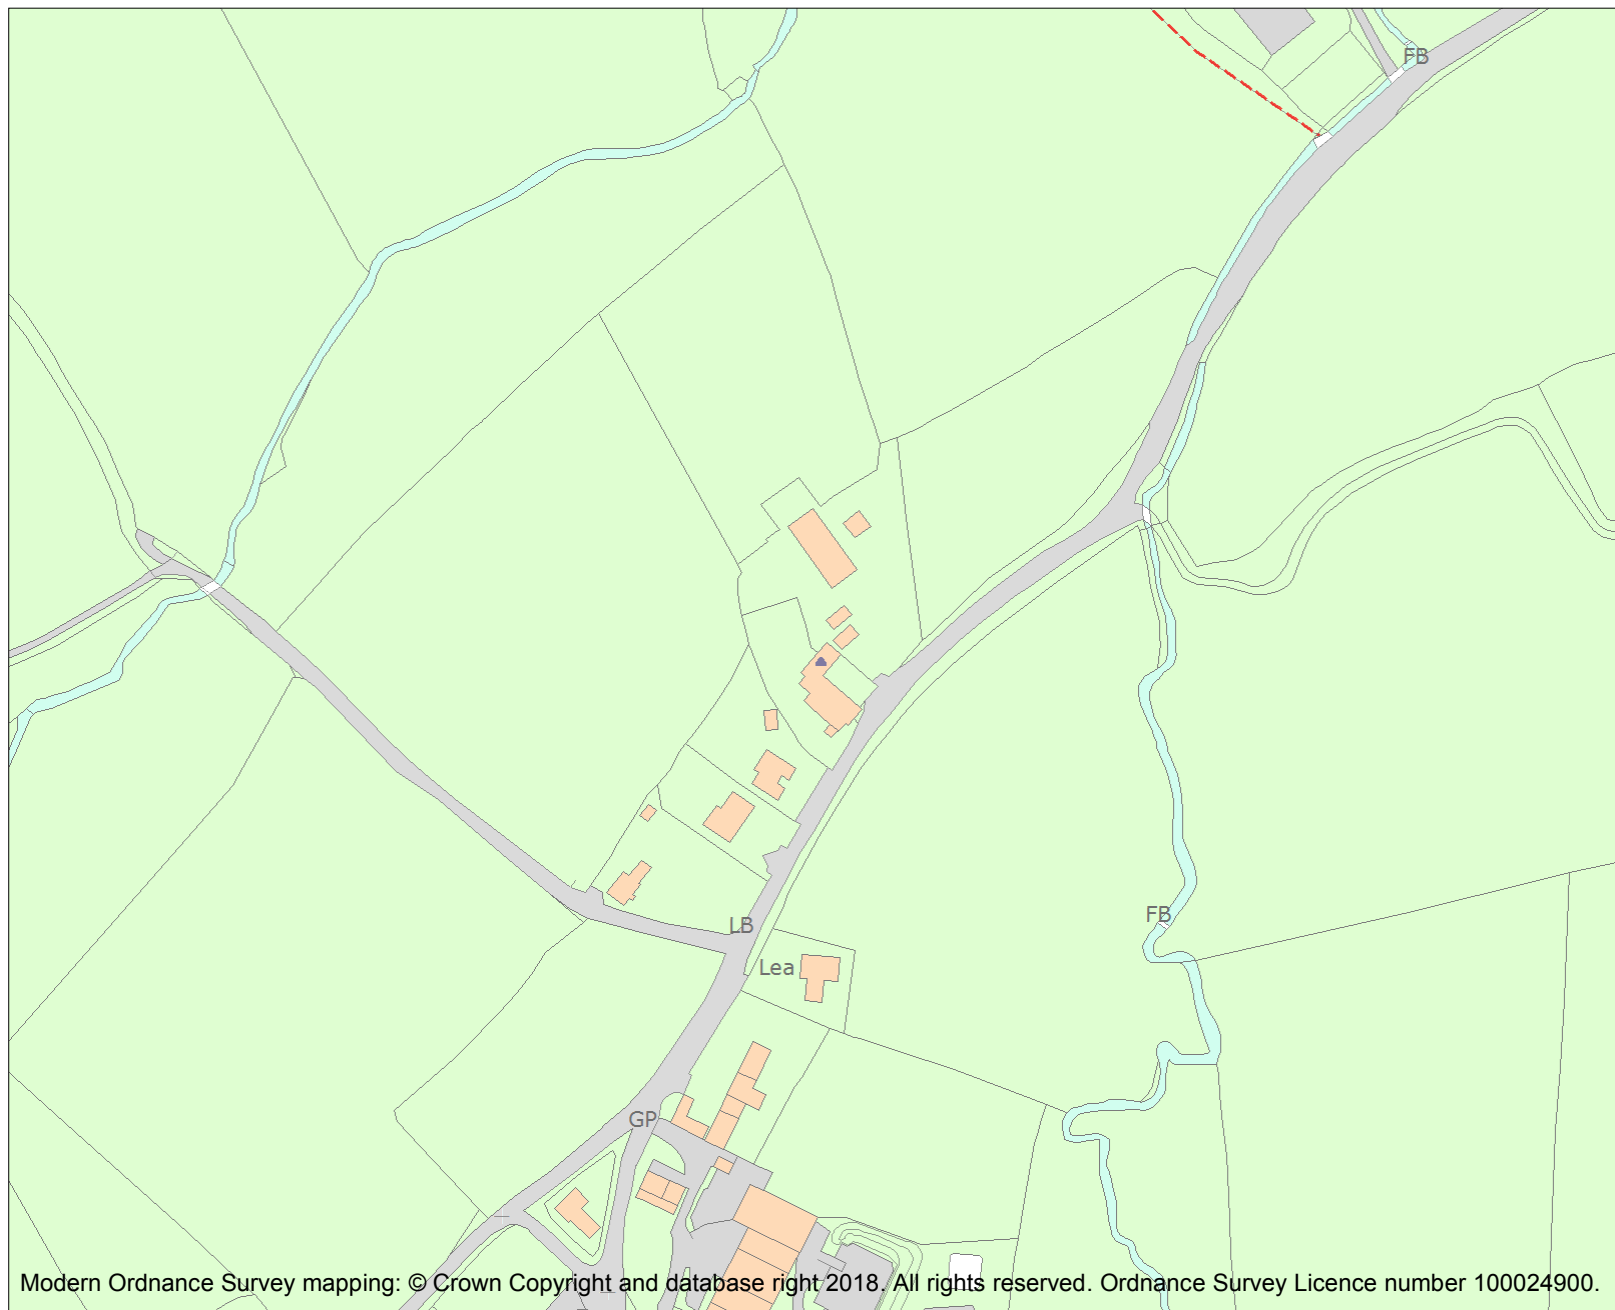 FB
FB
LB
Lea
GP
Modern Ordnance Survey mapping: © Crown Copyright and database right 2018. All rights reserved. Ordnance Survey Licence number 100024900.